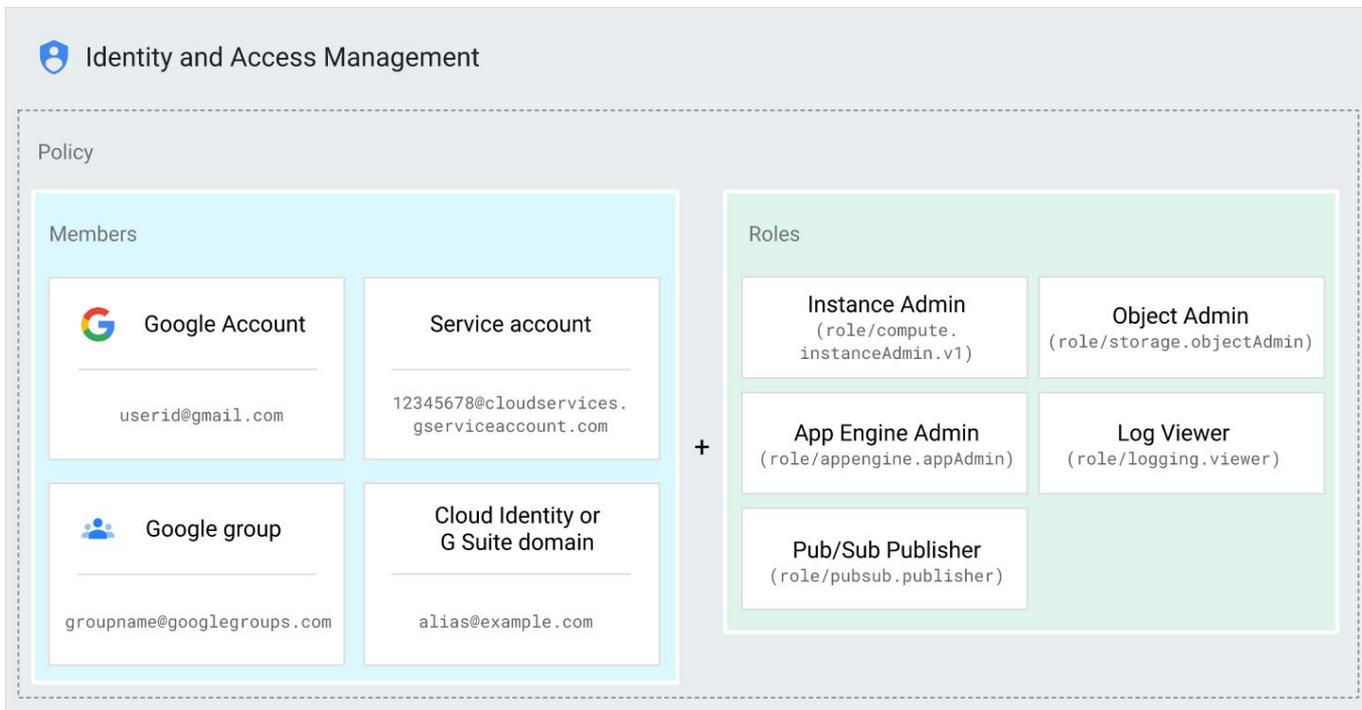 Identity and Access Management
Policy
Members
Google Account
userid@gmail.com
Service account
12345678@cloudservices.
gserviceaccount.com
Google group
groupname@googlegroups.com
Cloud Identity or
G Suite domain
alias@example.com
+
Roles
Instance Admin
(role/compute.
instanceAdmin.v1)
Object Admin
(role/storage.objectAdmin)
App Engine Admin
(role/appengine.appAdmin)
Log Viewer
(role/logging.viewer)
Pub/Sub Publisher
(role/pubsub.publisher)